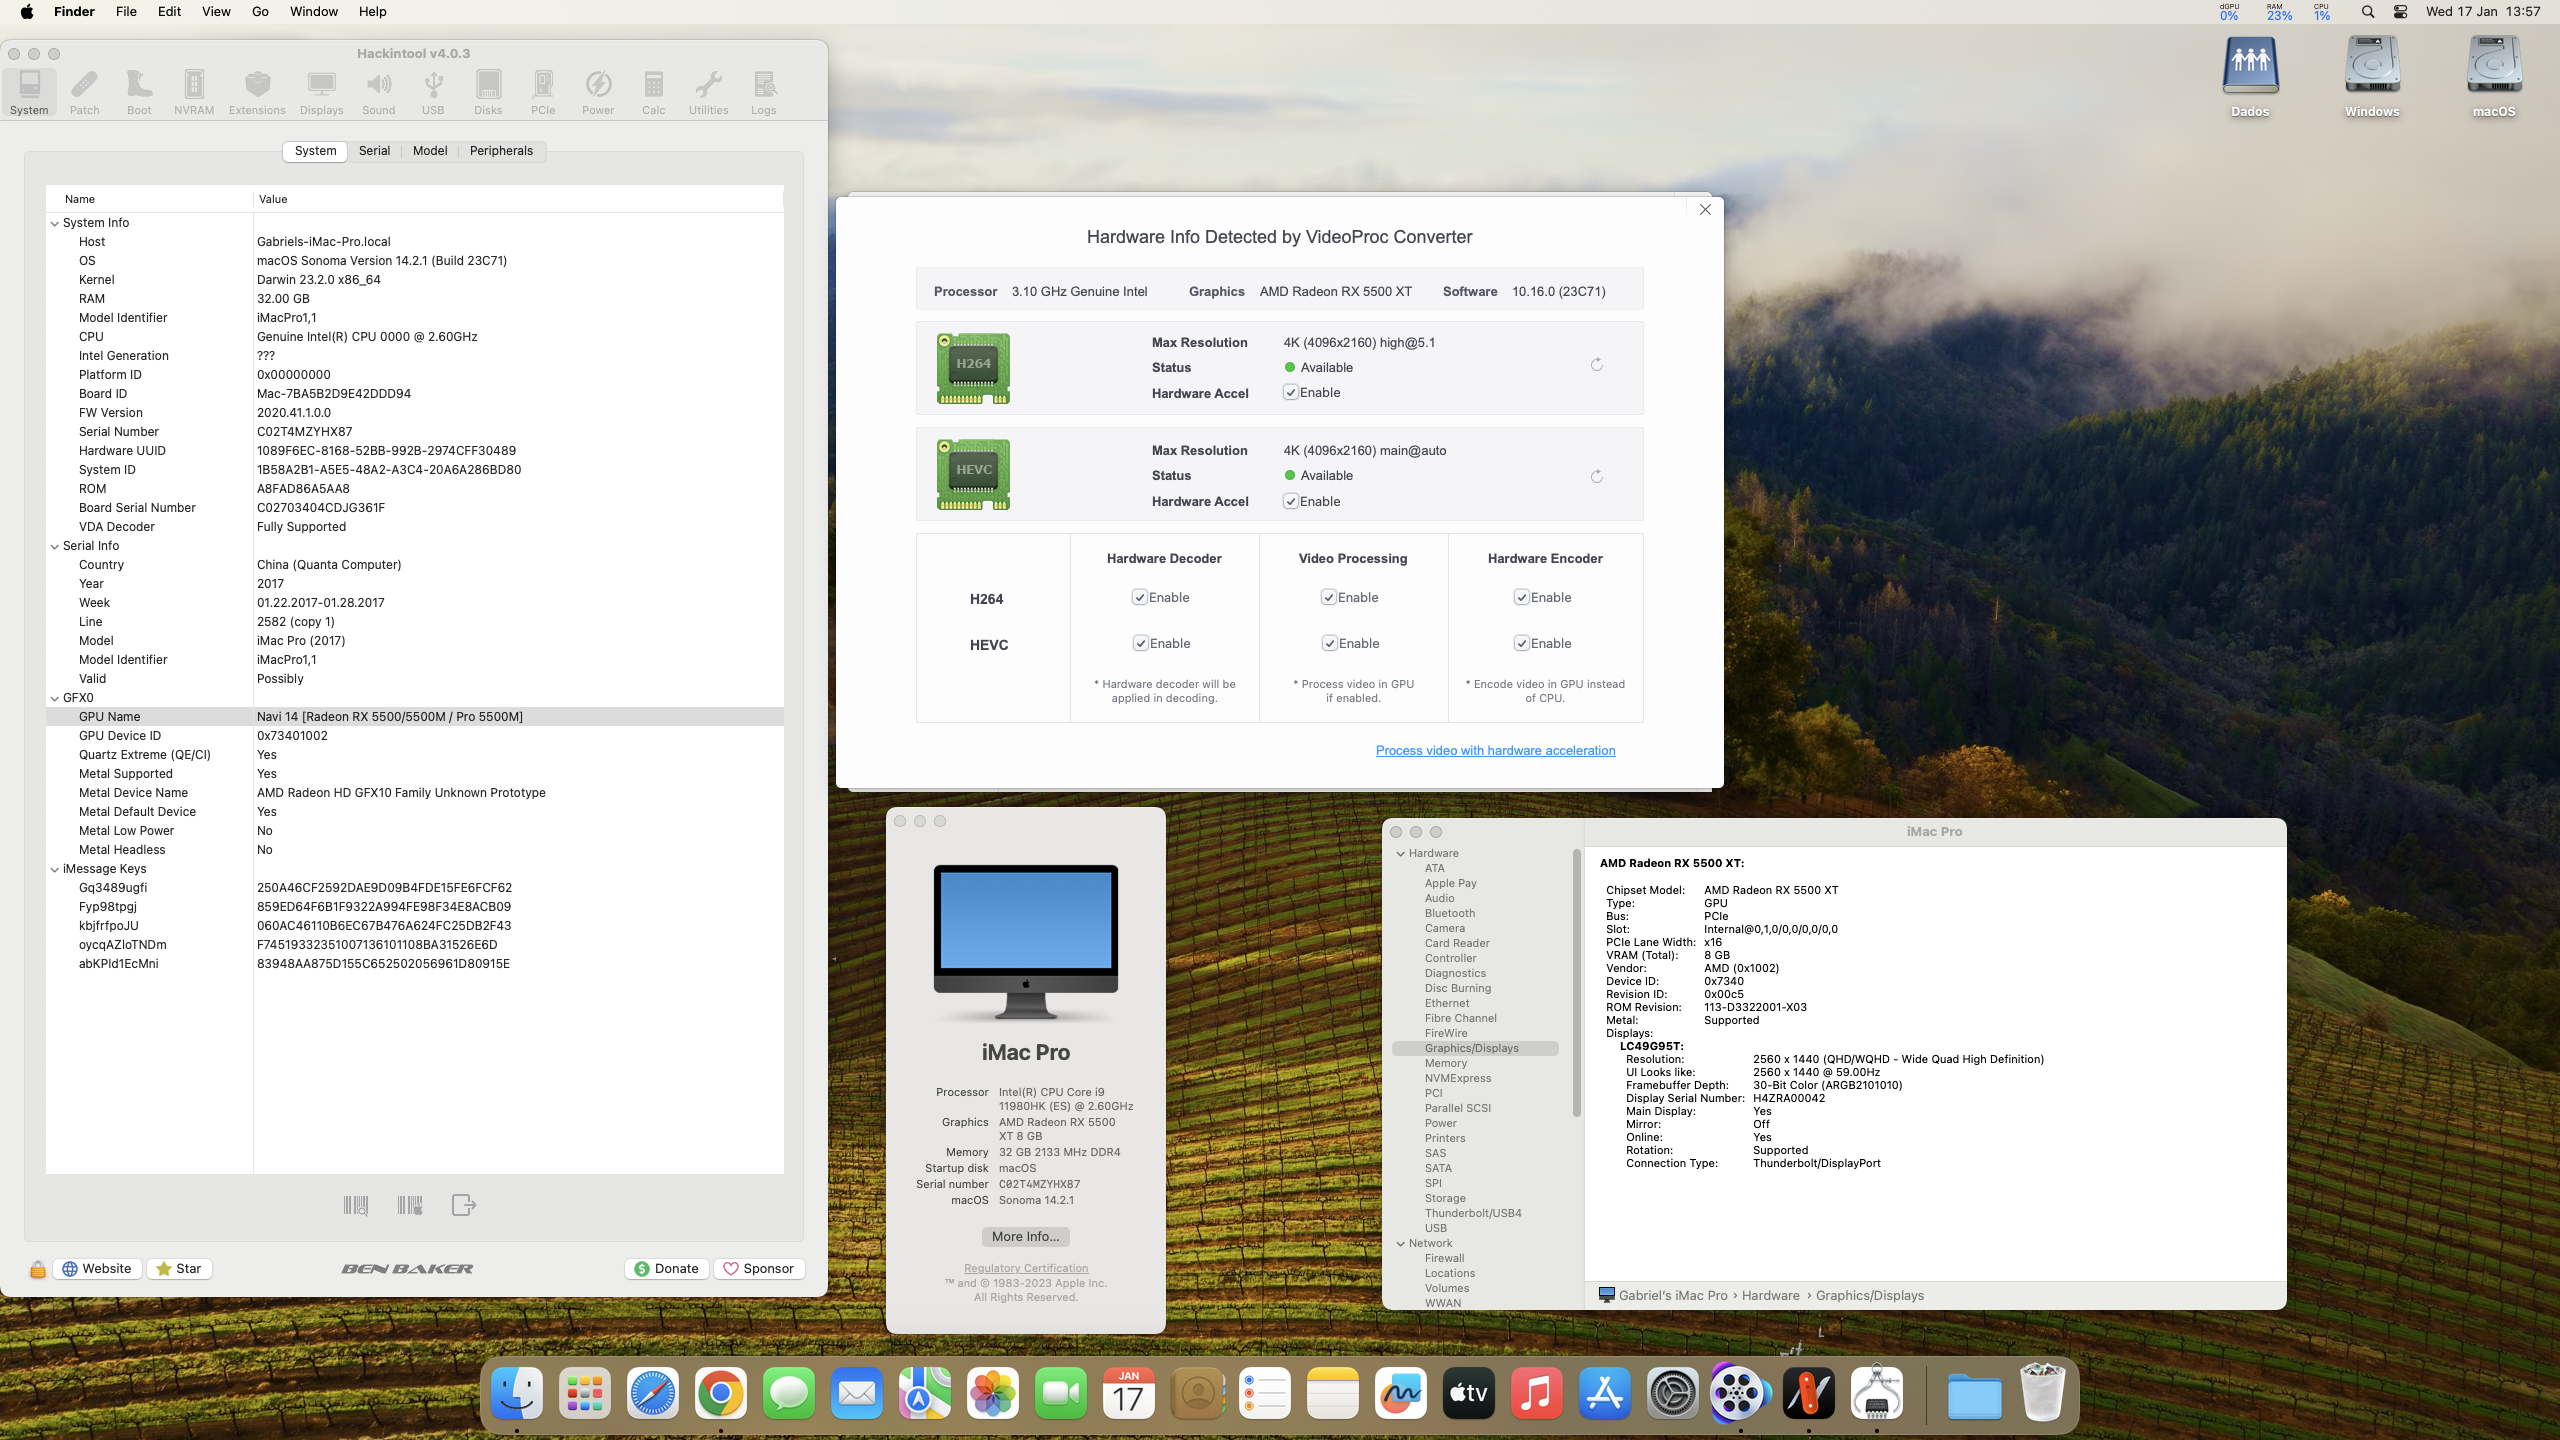 Finder File Edit View Go Window Help
dGPU 0% RAM 23% CPU 1% Wed 17 Jan 13:57
Dados Windows macOS
Hackintool v4.0.3
System Patch Boot NVRAM Extensions Displays Sound USB Disks PCIe Power Calc Utilities Logs
System Serial Model Peripherals
Name Value
System Info
Host Gabriels-iMac-Pro.local
OS macOS Sonoma Version 14.2.1 (Build 23C71)
Kernel Darwin 23.2.0 x86_64
RAM 32.00 GB
Model Identifier iMacPro1,1
CPU Genuine Intel(R) CPU 0000 @ 2.60GHz
Intel Generation ???
Platform ID 0x00000000
Board ID Mac-7BA5B2D9E42DDD94
FW Version 2020.41.1.0.0
Serial Number C02T4MZYHX87
Hardware UUID 1089F6EC-8168-52BB-992B-2974CFF30489
System ID 1B58A2B1-A5E5-48A2-A3C4-20A6A286BD80
ROM A8FAD86A5AA8
Board Serial Number C02703404CDJG361F
VDA Decoder Fully Supported
Serial Info
Country China (Quanta Computer)
Year 2017
Week 01.22.2017-01.28.2017
Line 2582 (copy 1)
Model iMac Pro (2017)
Model Identifier iMacPro1,1
Valid Possibly
GFX0
GPU Name Navi 14 [Radeon RX 5500/5500M / Pro 5500M]
GPU Device ID 0x73401002
Quartz Extreme (QE/CI) Yes
Metal Supported Yes
Metal Device Name AMD Radeon HD GFX10 Family Unknown Prototype
Metal Default Device Yes
Metal Low Power No
Metal Headless No
iMessage Keys
Gq3489ugfi 250A46CF2592DAE9D09B4FDE15FE6FCF62
Fyp98tpgj 859ED64F6B1F9322A994FE98F34E8ACB09
kbjfrfpoJU 060AC46110B6EC67B476A624FC25DB2F43
oycqAZloTNDm F74519332351007136101108BA31526E6D
abKPld1EcMni 83948AA875D155C652502056961D80915E
Website Star BEN BAKER Donate Sponsor
Hardware Info Detected by VideoProc Converter
Processor 3.10 GHz Genuine Intel Graphics AMD Radeon RX 5500 XT Software 10.16.0 (23C71)
H264
Max Resolution 4K (4096x2160) high@5.1
Status Available
Hardware Accel Enable
HEVC
Max Resolution 4K (4096x2160) main@auto
Status Available
Hardware Accel Enable
Hardware Decoder Video Processing Hardware Encoder
H264 Enable Enable Enable
HEVC Enable Enable Enable
* Hardware decoder will be * Process video in GPU * Encode video in GPU instead
applied in decoding. if enabled. of CPU.
Process video with hardware acceleration
iMac Pro
Processor Intel(R) CPU Core i9
11980HK (ES) @ 2.60GHz
Graphics AMD Radeon RX 5500
XT 8 GB
Memory 32 GB 2133 MHz DDR4
Startup disk macOS
Serial number C02T4MZYHX87
macOS Sonoma 14.2.1
More Info...
Regulatory Certification
™ and © 1983-2023 Apple Inc.
All Rights Reserved.
iMac Pro
Hardware
ATA
Apple Pay
Audio
Bluetooth
Camera
Card Reader
Controller
Diagnostics
Disc Burning
Ethernet
Fibre Channel
FireWire
Graphics/Displays
Memory
NVMExpress
PCI
Parallel SCSI
Power
Printers
SAS
SATA
SPI
Storage
Thunderbolt/USB4
USB
Network
Firewall
Locations
Volumes
WWAN
AMD Radeon RX 5500 XT:
Chipset Model: AMD Radeon RX 5500 XT
Type: GPU
Bus: PCIe
Slot: Internal@0,1,0/0,0/0,0/0,0
PCIe Lane Width: x16
VRAM (Total): 8 GB
Vendor: AMD (0x1002)
Device ID: 0x7340
Revision ID: 0x00c5
ROM Revision: 113-D3322001-X03
Metal: Supported
Displays:
LC49G95T:
Resolution: 2560 x 1440 (QHD/WQHD - Wide Quad High Definition)
UI Looks like: 2560 x 1440 @ 59.00Hz
Framebuffer Depth: 30-Bit Color (ARGB2101010)
Display Serial Number: H4ZRA00042
Main Display: Yes
Mirror: Off
Online: Yes
Rotation: Supported
Connection Type: Thunderbolt/DisplayPort
Gabriel's iMac Pro › Hardware › Graphics/Displays
JAN
17
tv